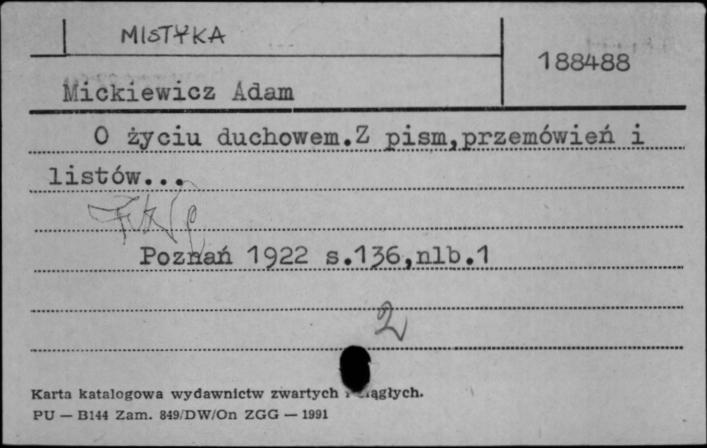 MISTYKA
188488
Mickiewicz Adam
O życiu duchowem.Z pism,przemówień i
listów...
Poznań 1922 s.136,nlb.1
2
Karta katalogowa wydawnictw zwartych i ciągłych.
PU — B144 Zam. 849/DW/On ZGG — 1991